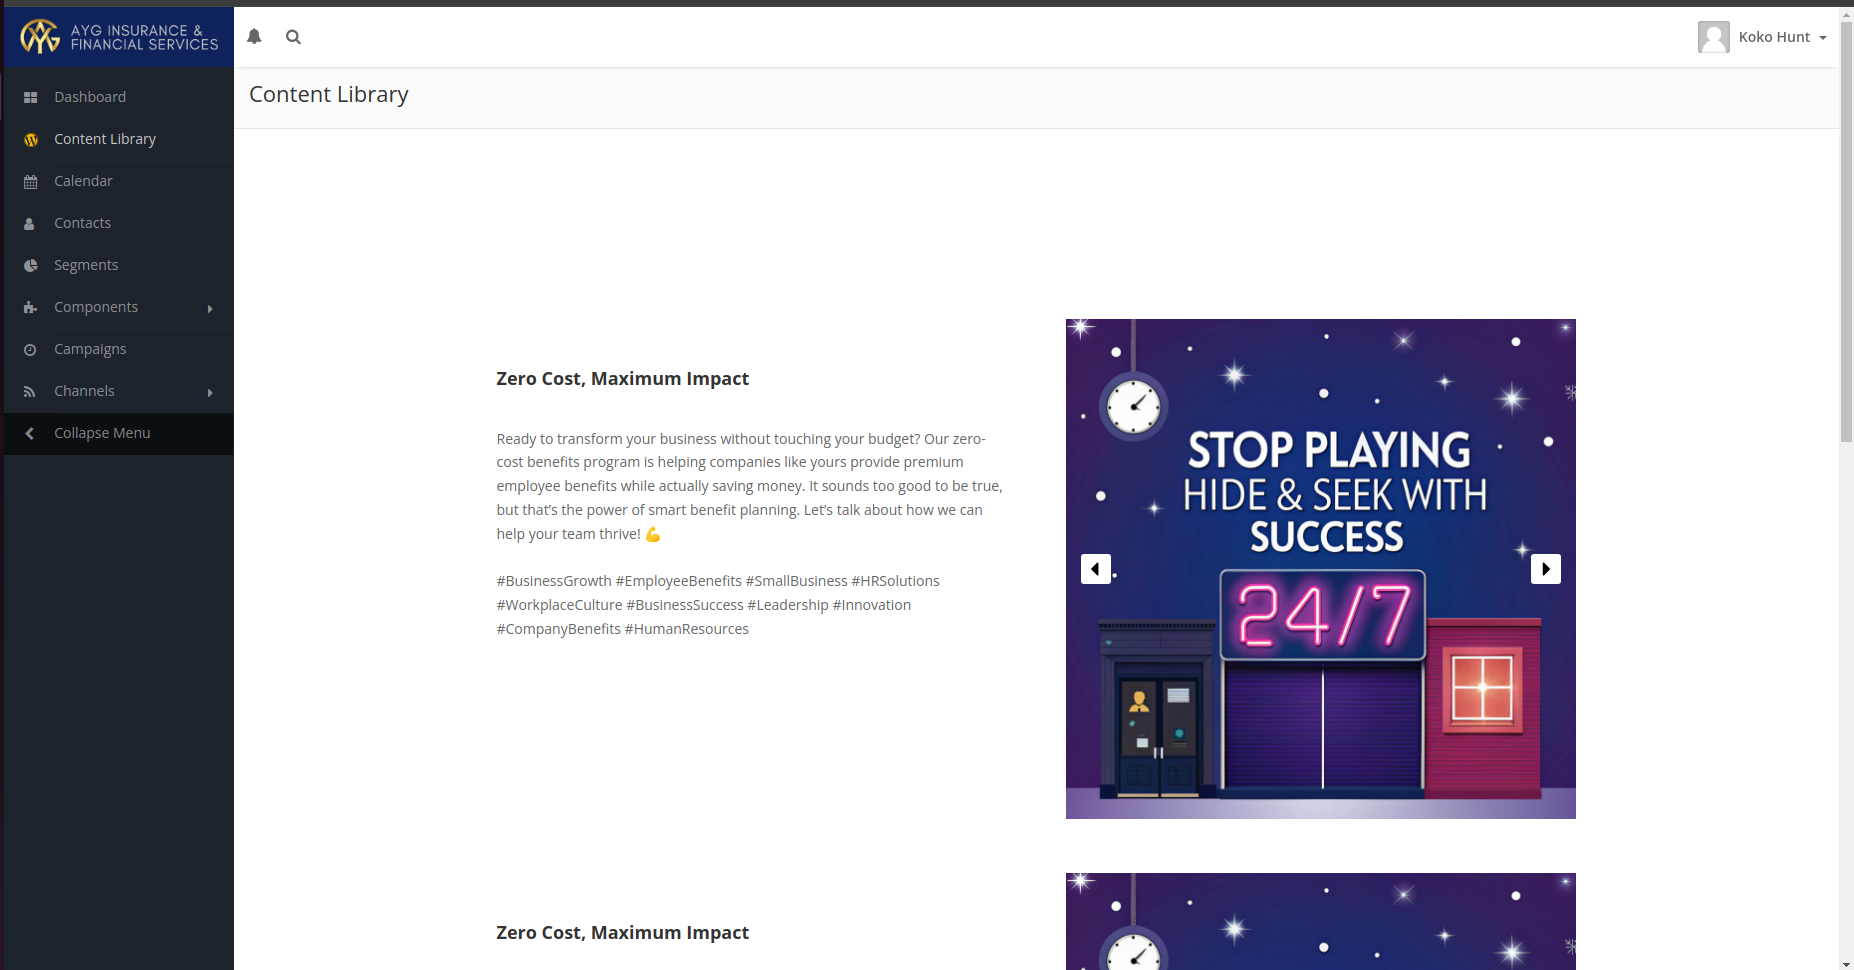 AYG INSURANCE &
FINANCIAL SERVICES
Koko Hunt
Dashboard
Content Library
Calendar
Contacts
Segments
Components
Campaigns
Channels
Collapse Menu
Content Library
Zero Cost, Maximum Impact
Ready to transform your business without touching your budget? Our zero-
cost benefits program is helping companies like yours provide premium
employee benefits while actually saving money. It sounds too good to be true,
but that’s the power of smart benefit planning. Let’s talk about how we can
help your team thrive! 💪
#BusinessGrowth #EmployeeBenefits #SmallBusiness #HRSolutions
#WorkplaceCulture #BusinessSuccess #Leadership #Innovation
#CompanyBenefits #HumanResources
STOP PLAYING
HIDE & SEEK WITH
SUCCESS
24/7
Zero Cost, Maximum Impact